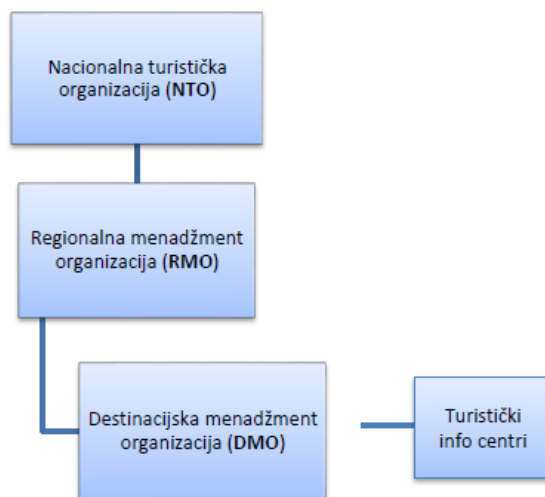 Nacionalna turistička
organizacija (NTO)
Regionalna menadžment
organizacija (RMO)
Destinacijska menadžment
organizacija (DMO)
Turistički
info centri